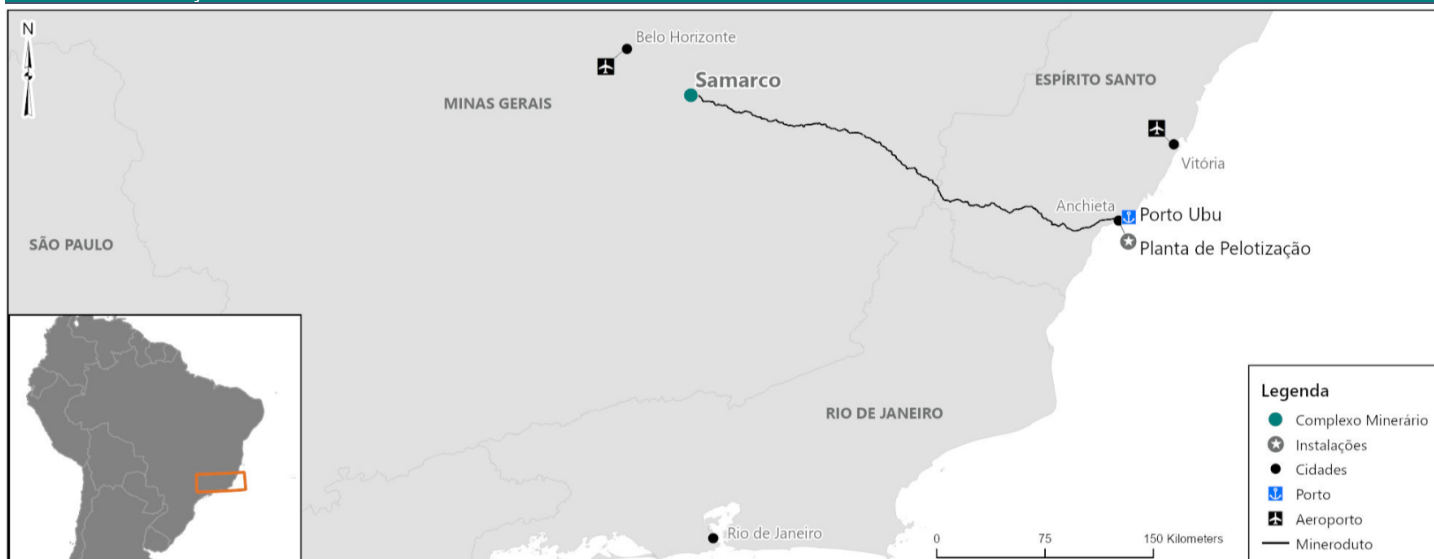 N
Belo Horizonte
Samarco
MINAS GERAIS
ESPÍRITO SANTO
Vitória
Anchieta
Porto Ubu
Planta de Pelotização
SÃO PAULO
RIO DE JANEIRO
Rio de Janeiro
0 75 150 Kilometers
Legenda
Complexo Minerário
Instalações
Cidades
Porto
Aeroporto
Mineroduto